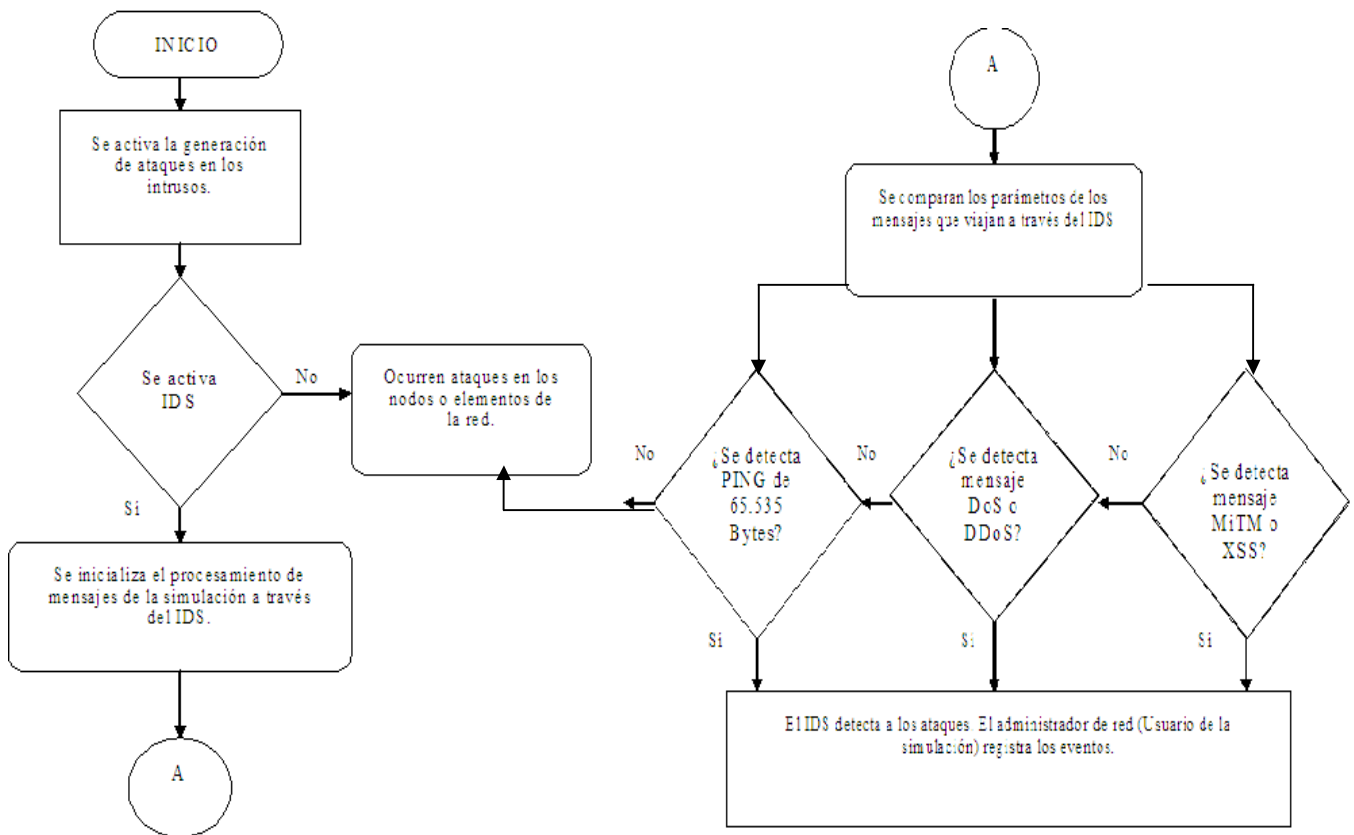 INICIO
Se activa la generación
de ataques en los
intrusos.
Se activa
IDS
No
Si
Ocurren ataques en los
nodos o elementos de
la red.
Se inicializa el procesamiento de
mensajes de la simulación a través
del IDS.
A
A
Se comparan los parámetros de los
mensajes que viajan a través del IDS
No
¿Se detecta
PING de
65.535
Bytes?
Si
No
¿Se detecta
mensaje
DoS o
DDoS?
Si
No
¿Se detecta
mensaje
MiTM o
XSS?
Si
El IDS detecta a los ataques. El administrador de red (Usuario de la
simulación) registra los eventos.